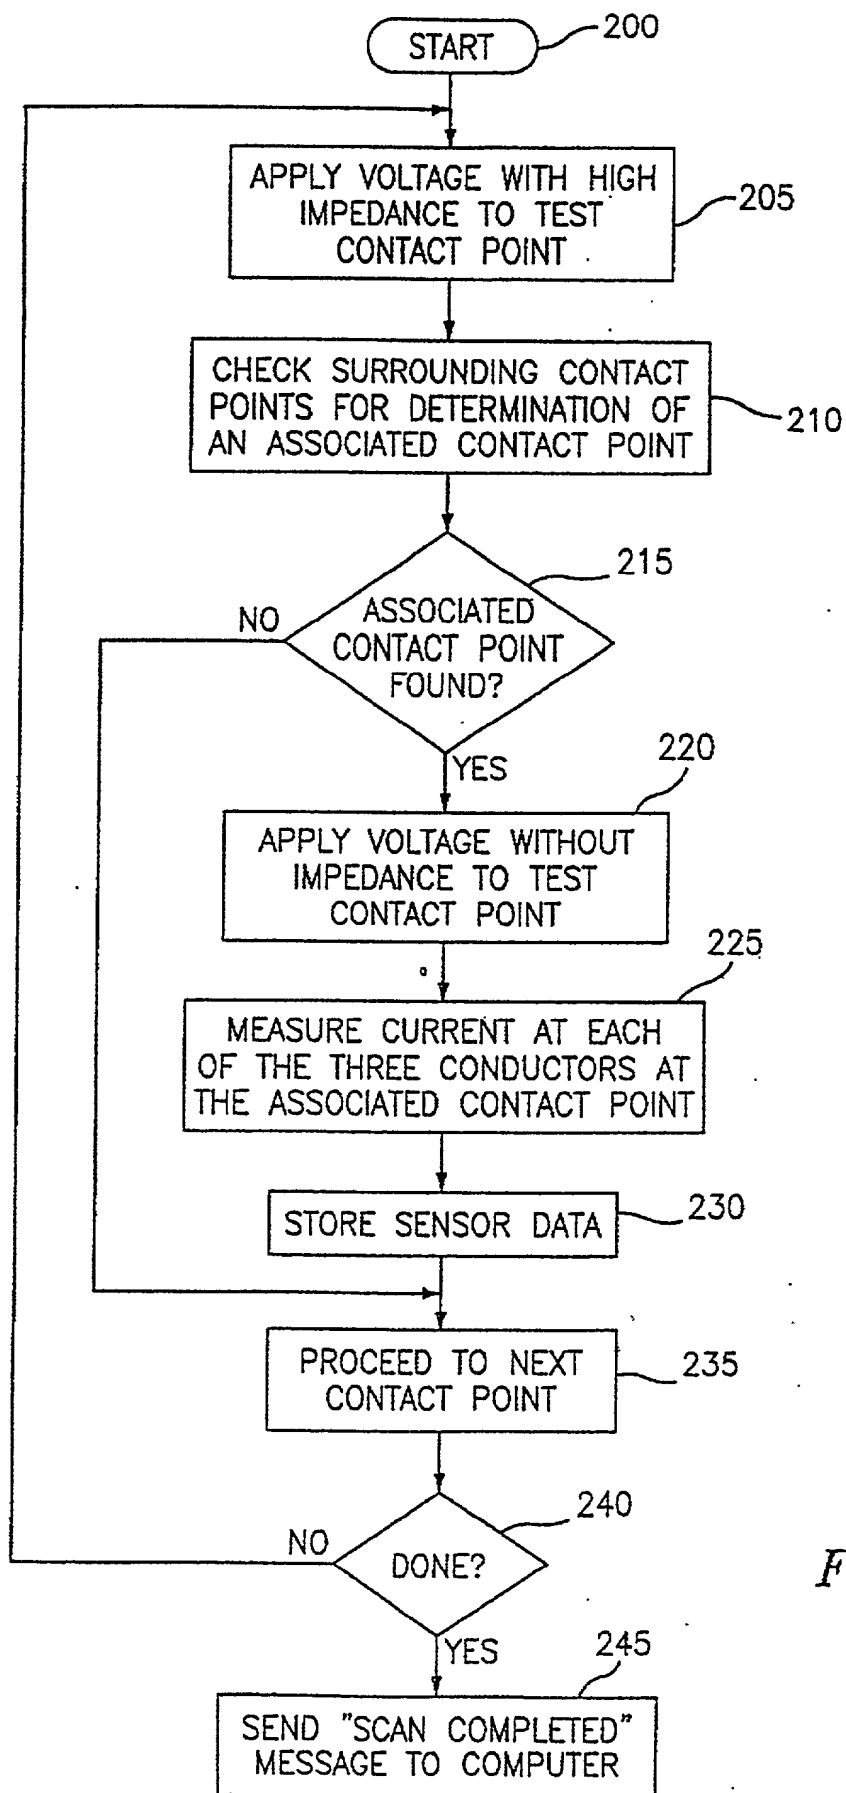 START
200
APPLY VOLTAGE WITH HIGH
IMPEDANCE TO TEST
CONTACT POINT
205
CHECK SURROUNDING CONTACT
POINTS FOR DETERMINATION OF
AN ASSOCIATED CONTACT POINT
210
215
NO
ASSOCIATED
CONTACT POINT
FOUND?
YES
220
APPLY VOLTAGE WITHOUT
IMPEDANCE TO TEST
CONTACT POINT
225
MEASURE CURRENT AT EACH
OF THE THREE CONDUCTORS AT
THE ASSOCIATED CONTACT POINT
STORE SENSOR DATA
230
PROCEED TO NEXT
CONTACT POINT
235
240
NO
DONE?
F
YES
245
SEND "SCAN COMPLETED"
MESSAGE TO COMPUTER